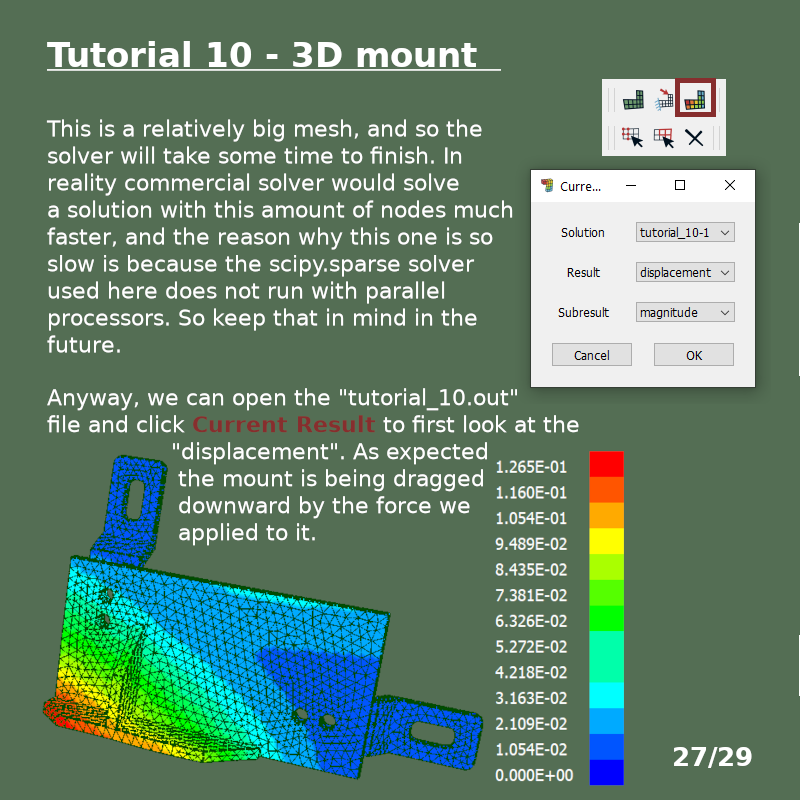 Tutorial 10 - 3D mount
This is a relatively big mesh, and so the
solver will take some time to finish. In
reality commercial solver would solve
a solution with this amount of nodes much
faster, and the reason why this one is so
slow is because the scipy.sparse solver
used here does not run with parallel
processors. So keep that in mind in the
future.
Anyway, we can open the "tutorial_10.out"
file and click Current Result to first look at the
"displacement". As expected
the mount is being dragged
downward by the force we
applied to it.
Curre...
Solution tutorial_10-1
Result displacement
Subresult magnitude
Cancel OK
1.265E-01
1.160E-01
1.054E-01
9.489E-02
8.435E-02
7.381E-02
6.326E-02
5.272E-02
4.218E-02
3.163E-02
2.109E-02
1.054E-02
0.000E+00
27/29